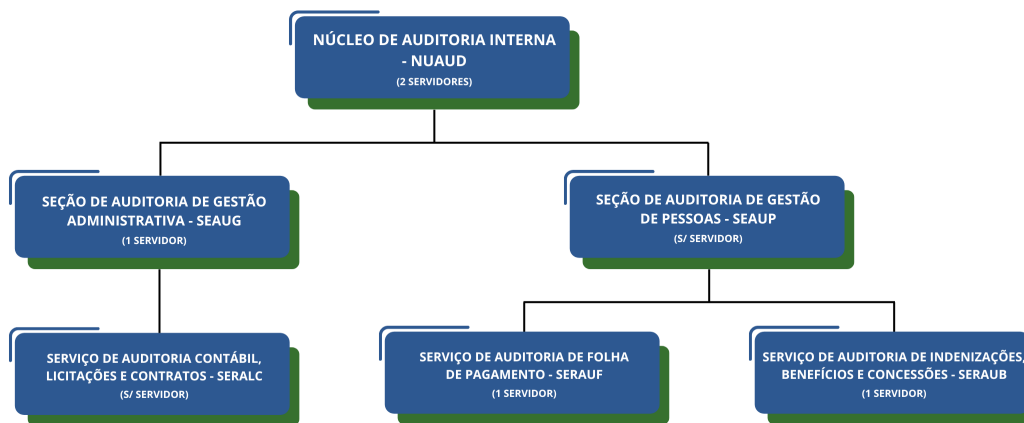 NÚCLEO DE AUDITORIA INTERNA
- NUAUD
(2 SERVIDORES)
SEÇÃO DE AUDITORIA DE GESTÃO
ADMINISTRATIVA - SEAUG
(1 SERVIDOR)
SEÇÃO DE AUDITORIA DE GESTÃO
DE PESSOAS - SEAUP
(S/ SERVIDOR)
SERVIÇO DE AUDITORIA CONTÁBIL,
LICITAÇÕES E CONTRATOS - SERALC
(S/ SERVIDOR)
SERVIÇO DE AUDITORIA DE FOLHA
DE PAGAMENTO - SERAUF
(1 SERVIDOR)
SERVIÇO DE AUDITORIA DE INDENIZAÇÕES,
BENEFÍCIOS E CONCESSÕES - SERAUB
(1 SERVIDOR)